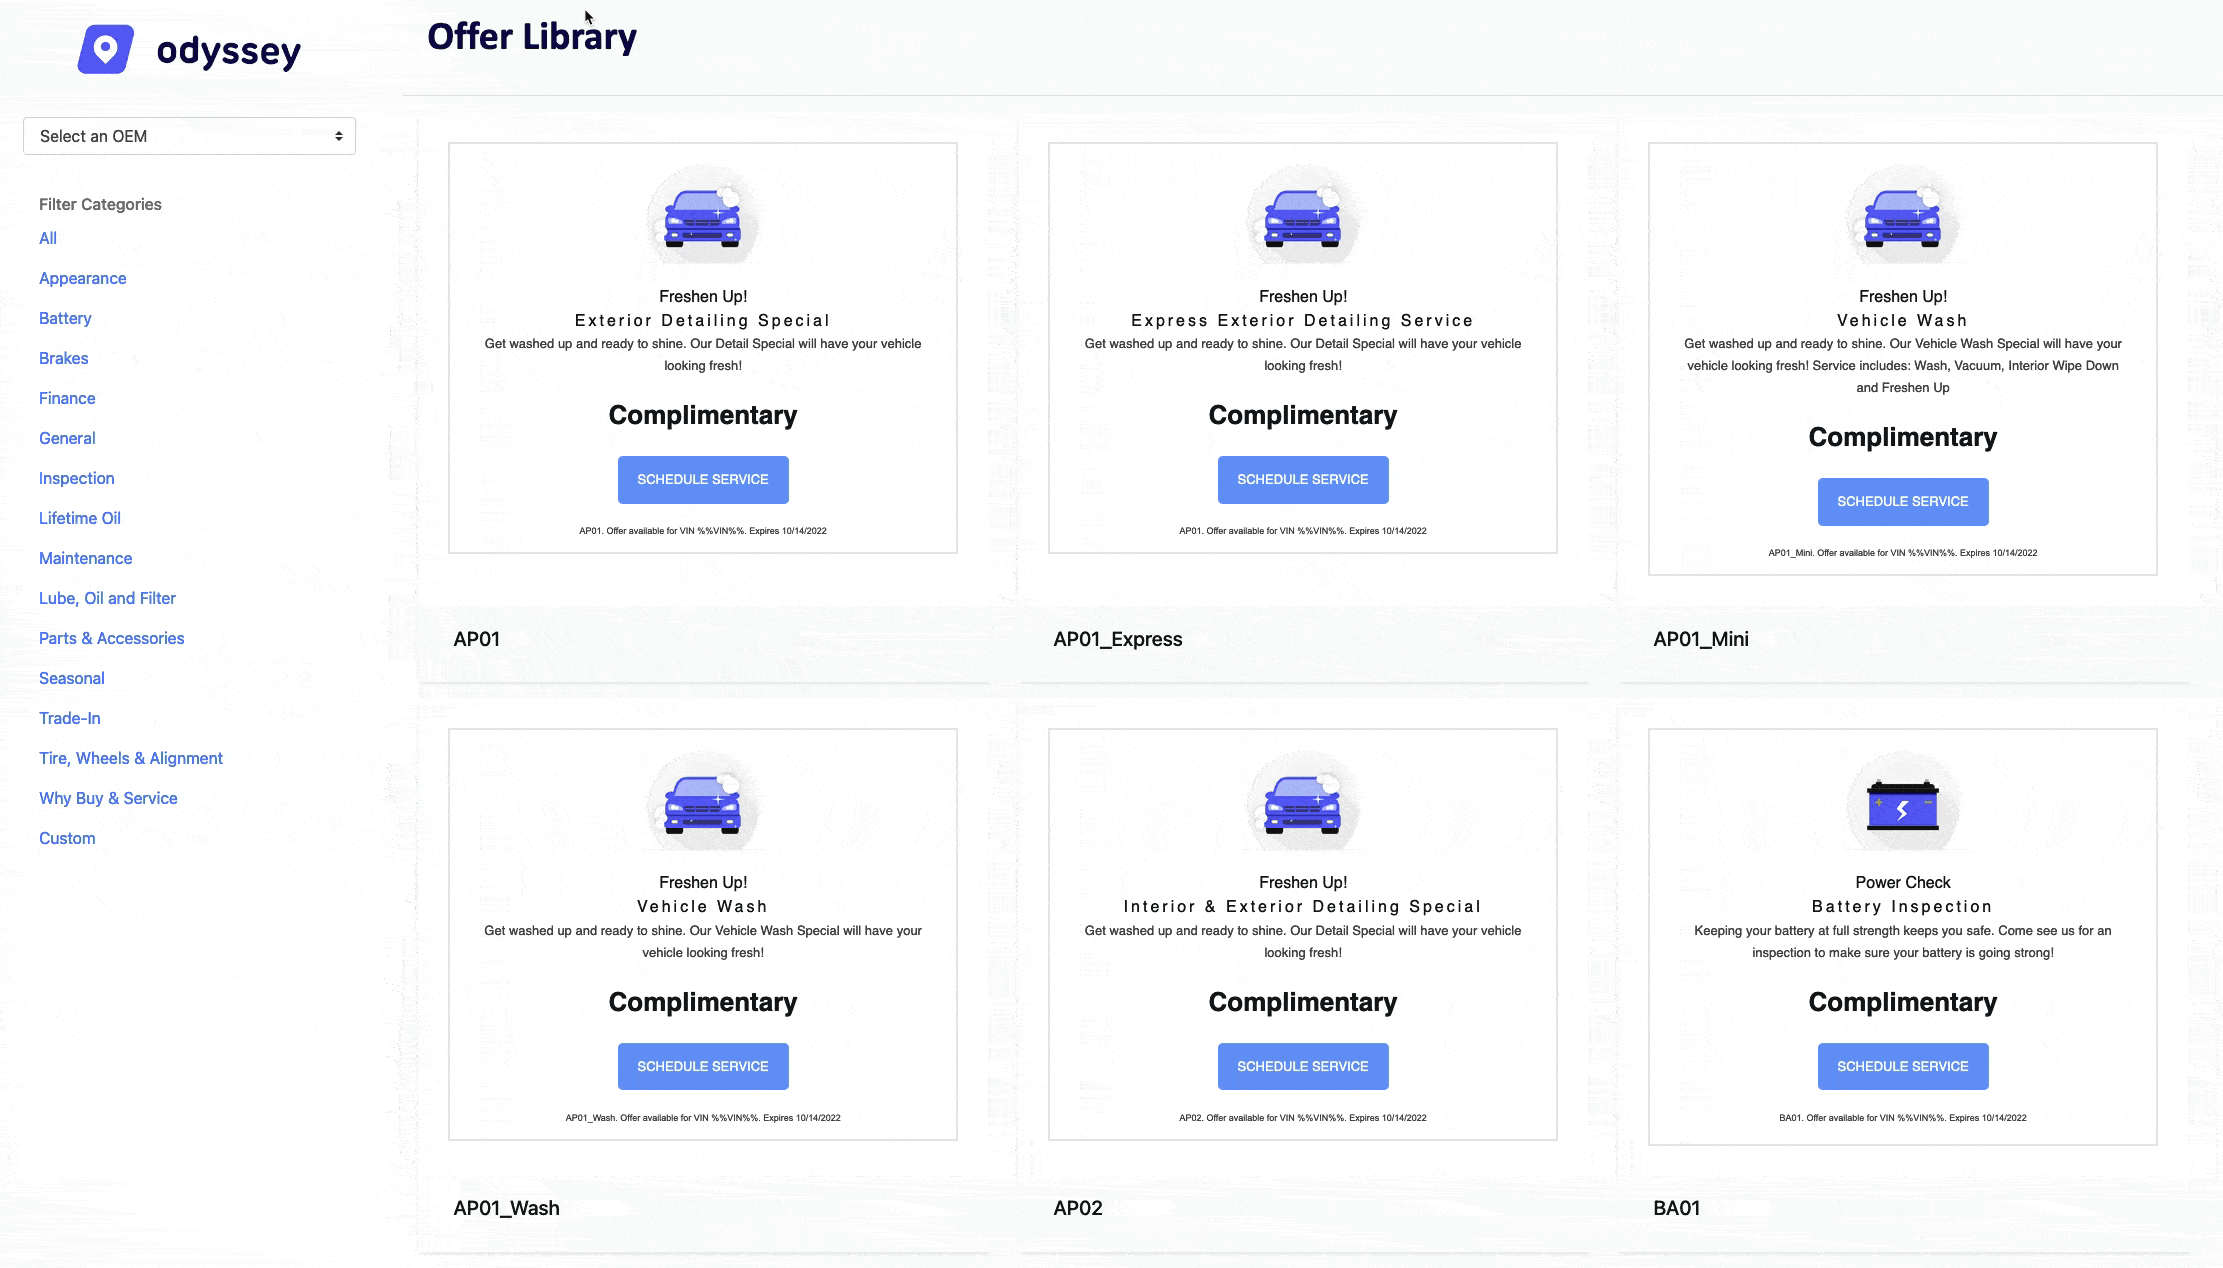 odyssey
Offer Library
Select an OEM
Filter Categories
All
Appearance
Battery
Brakes
Finance
General
Inspection
Lifetime Oil
Maintenance
Lube, Oil and Filter
Parts & Accessories
Seasonal
Trade-In
Tire, Wheels & Alignment
Why Buy & Service
Custom
Freshen Up!
Exterior Detailing Special
Get washed up and ready to shine. Our Detail Special will have your vehicle
looking fresh!
Complimentary
SCHEDULE SERVICE
AP01. Offer available for VIN %%VIN%%. Expires 10/14/2022
AP01
Freshen Up!
Express Exterior Detailing Service
Get washed up and ready to shine. Our Detail Special will have your vehicle
looking fresh!
Complimentary
SCHEDULE SERVICE
AP01. Offer available for VIN %%VIN%%. Expires 10/14/2022
AP01_Express
Freshen Up!
Vehicle Wash
Get washed up and ready to shine. Our Vehicle Wash Special will have your
vehicle looking fresh! Service includes: Wash, Vacuum, Interior Wipe Down
and Freshen Up
Complimentary
SCHEDULE SERVICE
AP01_Mini. Offer available for VIN %%VIN%%. Expires 10/14/2022
AP01_Mini
Freshen Up!
Vehicle Wash
Get washed up and ready to shine. Our Vehicle Wash Special will have your
vehicle looking fresh!
Complimentary
SCHEDULE SERVICE
AP01_Wash. Offer available for VIN %%VIN%%. Expires 10/14/2022
AP01_Wash
Freshen Up!
Interior & Exterior Detailing Special
Get washed up and ready to shine. Our Detail Special will have your vehicle
looking fresh!
Complimentary
SCHEDULE SERVICE
AP02. Offer available for VIN %%VIN%%. Expires 10/14/2022
AP02
Power Check
Battery Inspection
Keeping your battery at full strength keeps you safe. Come see us for an
inspection to make sure your battery is going strong!
Complimentary
SCHEDULE SERVICE
BA01. Offer available for VIN %%VIN%%. Expires 10/14/2022
BA01